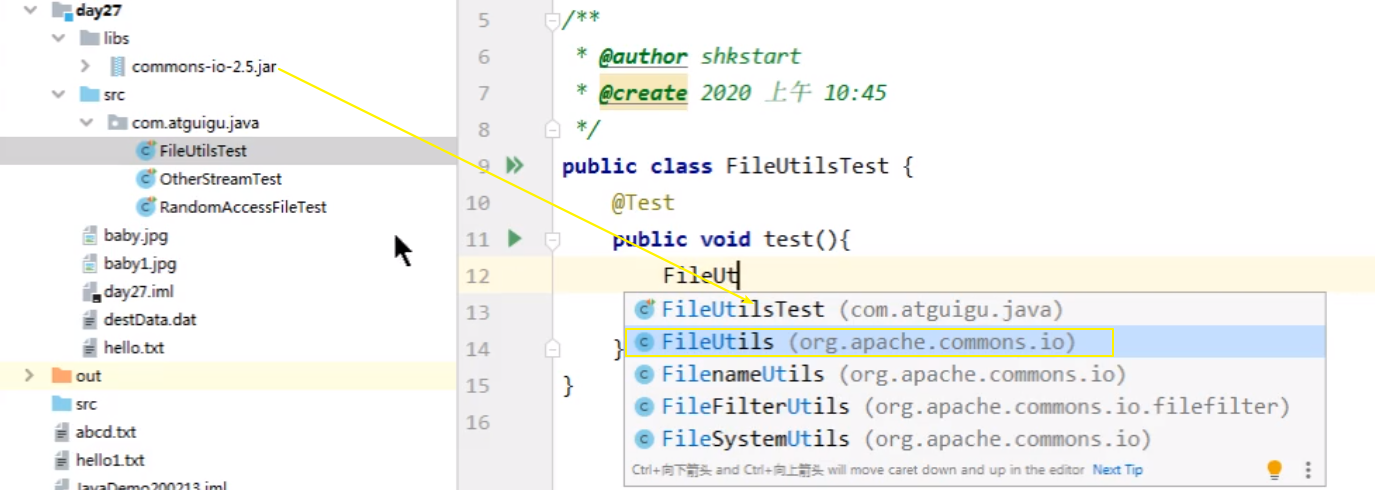 day27
libs
commons-io-2.5.jar
src
com.atguigu.java
FileUtilsTest
OtherStreamTest
RandomAccessFileTest
baby.jpg
baby1.jpg
day27.iml
destData.dat
hello.txt
out
src
abcd.txt
hello1.txt
JavaDemo200213.iml
5 /**
6 * @author shkstart
7 * @create 2020 上午 10:45
8 */
9 public class FileUtilsTest {
10 @Test
11 public void test(){
12 FileUt
13
14 }
15 }
16
FileUtilsTest (com.atguigu.java)
FileUtils (org.apache.commons.io)
FilenameUtils (org.apache.commons.io)
FileFilterUtils (org.apache.commons.io.filefilter)
FileSystemUtils (org.apache.commons.io)
Ctrl+向下箭头 and Ctrl+向上箭头 will move caret down and up in the editor Next Tip